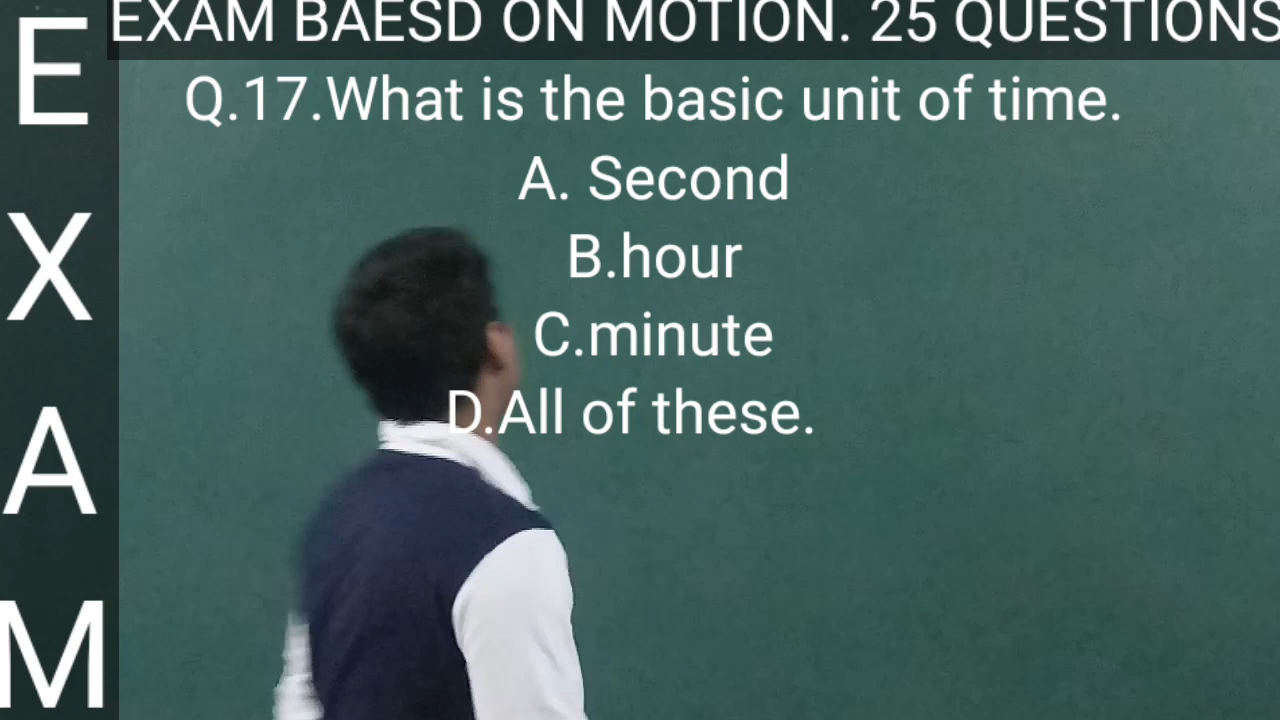 EXAM BAESD ON MOTION. 25 QUESTIONS
E
X
A
M
Q.17.What is the basic unit of time.
A. Second
B.hour
C.minute
D.All of these.